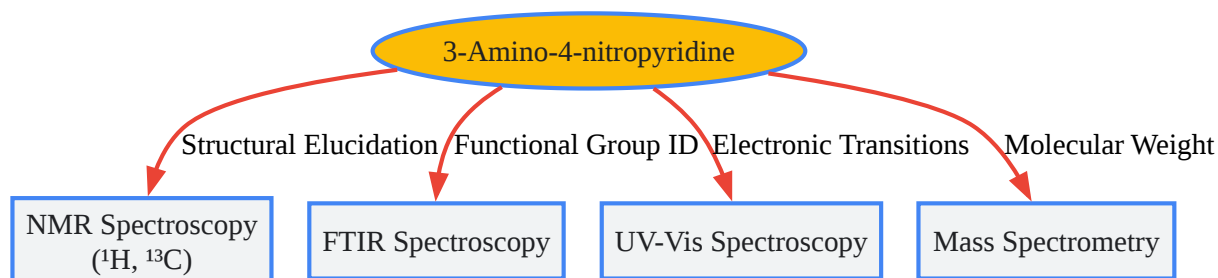 3-Amino-4-nitropyridine
Structural Elucidation
Functional Group ID
Electronic Transitions
Molecular Weight
NMR Spectroscopy
(¹H, ¹³C)
FTIR Spectroscopy
UV-Vis Spectroscopy
Mass Spectrometry